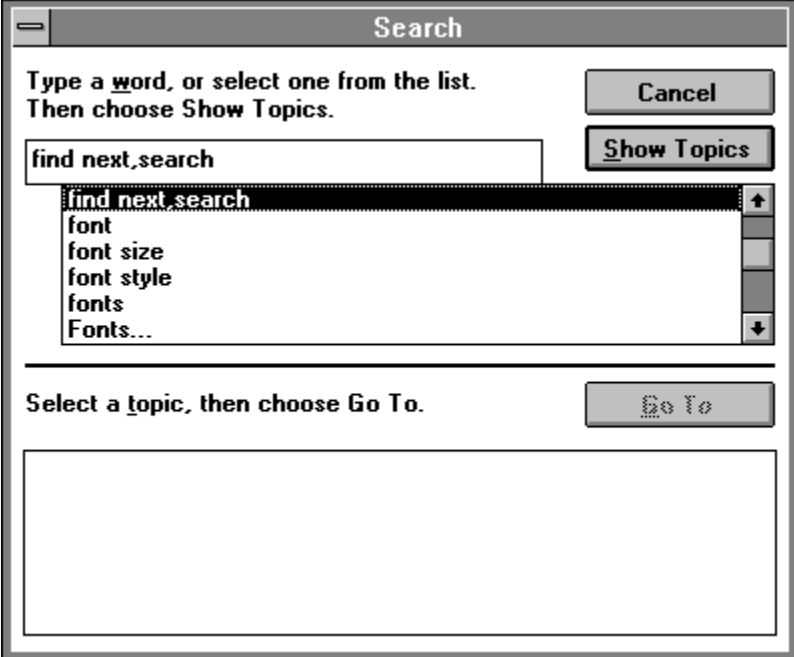 Search
Type a word, or select one from the list.
Then choose Show Topics.
Cancel
Show Topics
find next,search
find next,search
font
font size
font style
fonts
Fonts...
Select a topic, then choose Go To.
Go To